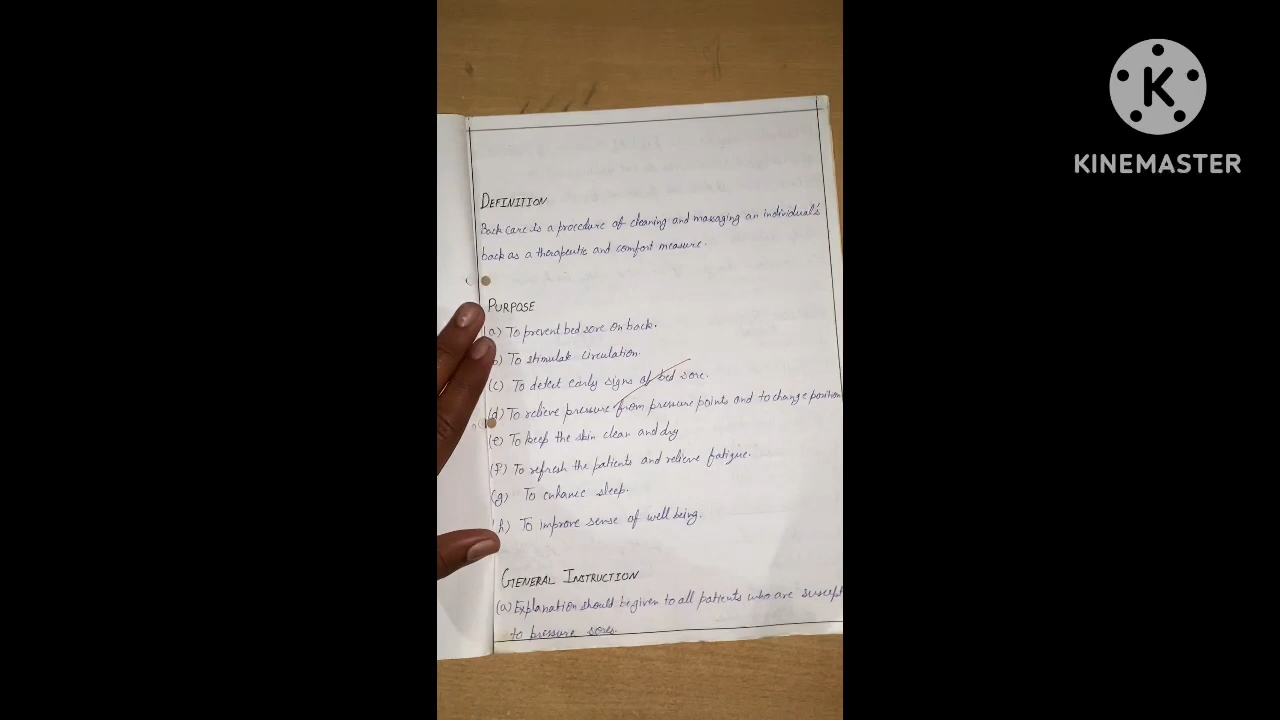 DEFINITION
Back care is a procedure of cleaning and massaging an individual's
back as a therapeutic and comfort measure.
PURPOSE
(a) To prevent bed sore on back.
b) To stimulate circulation.
(c) To detect early signs of bed sore.
(d) To relieve pressure from pressure points and to change position
(e) To keep the skin clean and dry
(f) To refresh the patients and relieve fatigue.
(g) To enhance sleep.
(h) To improve sense of well being.
GENERAL INSTRUCTION
(a) Explanation should be given to all patients who are suscept
to pressure sores.
K
KINEMASTER